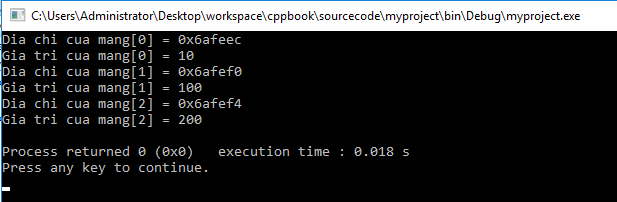 C:\Users\Administrator\Desktop\workspace\cppbook\sourcecode\myproject\bin\Debug\myproject.exe
Dia chi cua mang[0] = 0x6afeec
Gia tri cua mang[0] = 10
Dia chi cua mang[1] = 0x6afef0
Gia tri cua mang[1] = 100
Dia chi cua mang[2] = 0x6afef4
Gia tri cua mang[2] = 200
Process returned 0 (0x0)   execution time : 0.018 s
Press any key to continue.